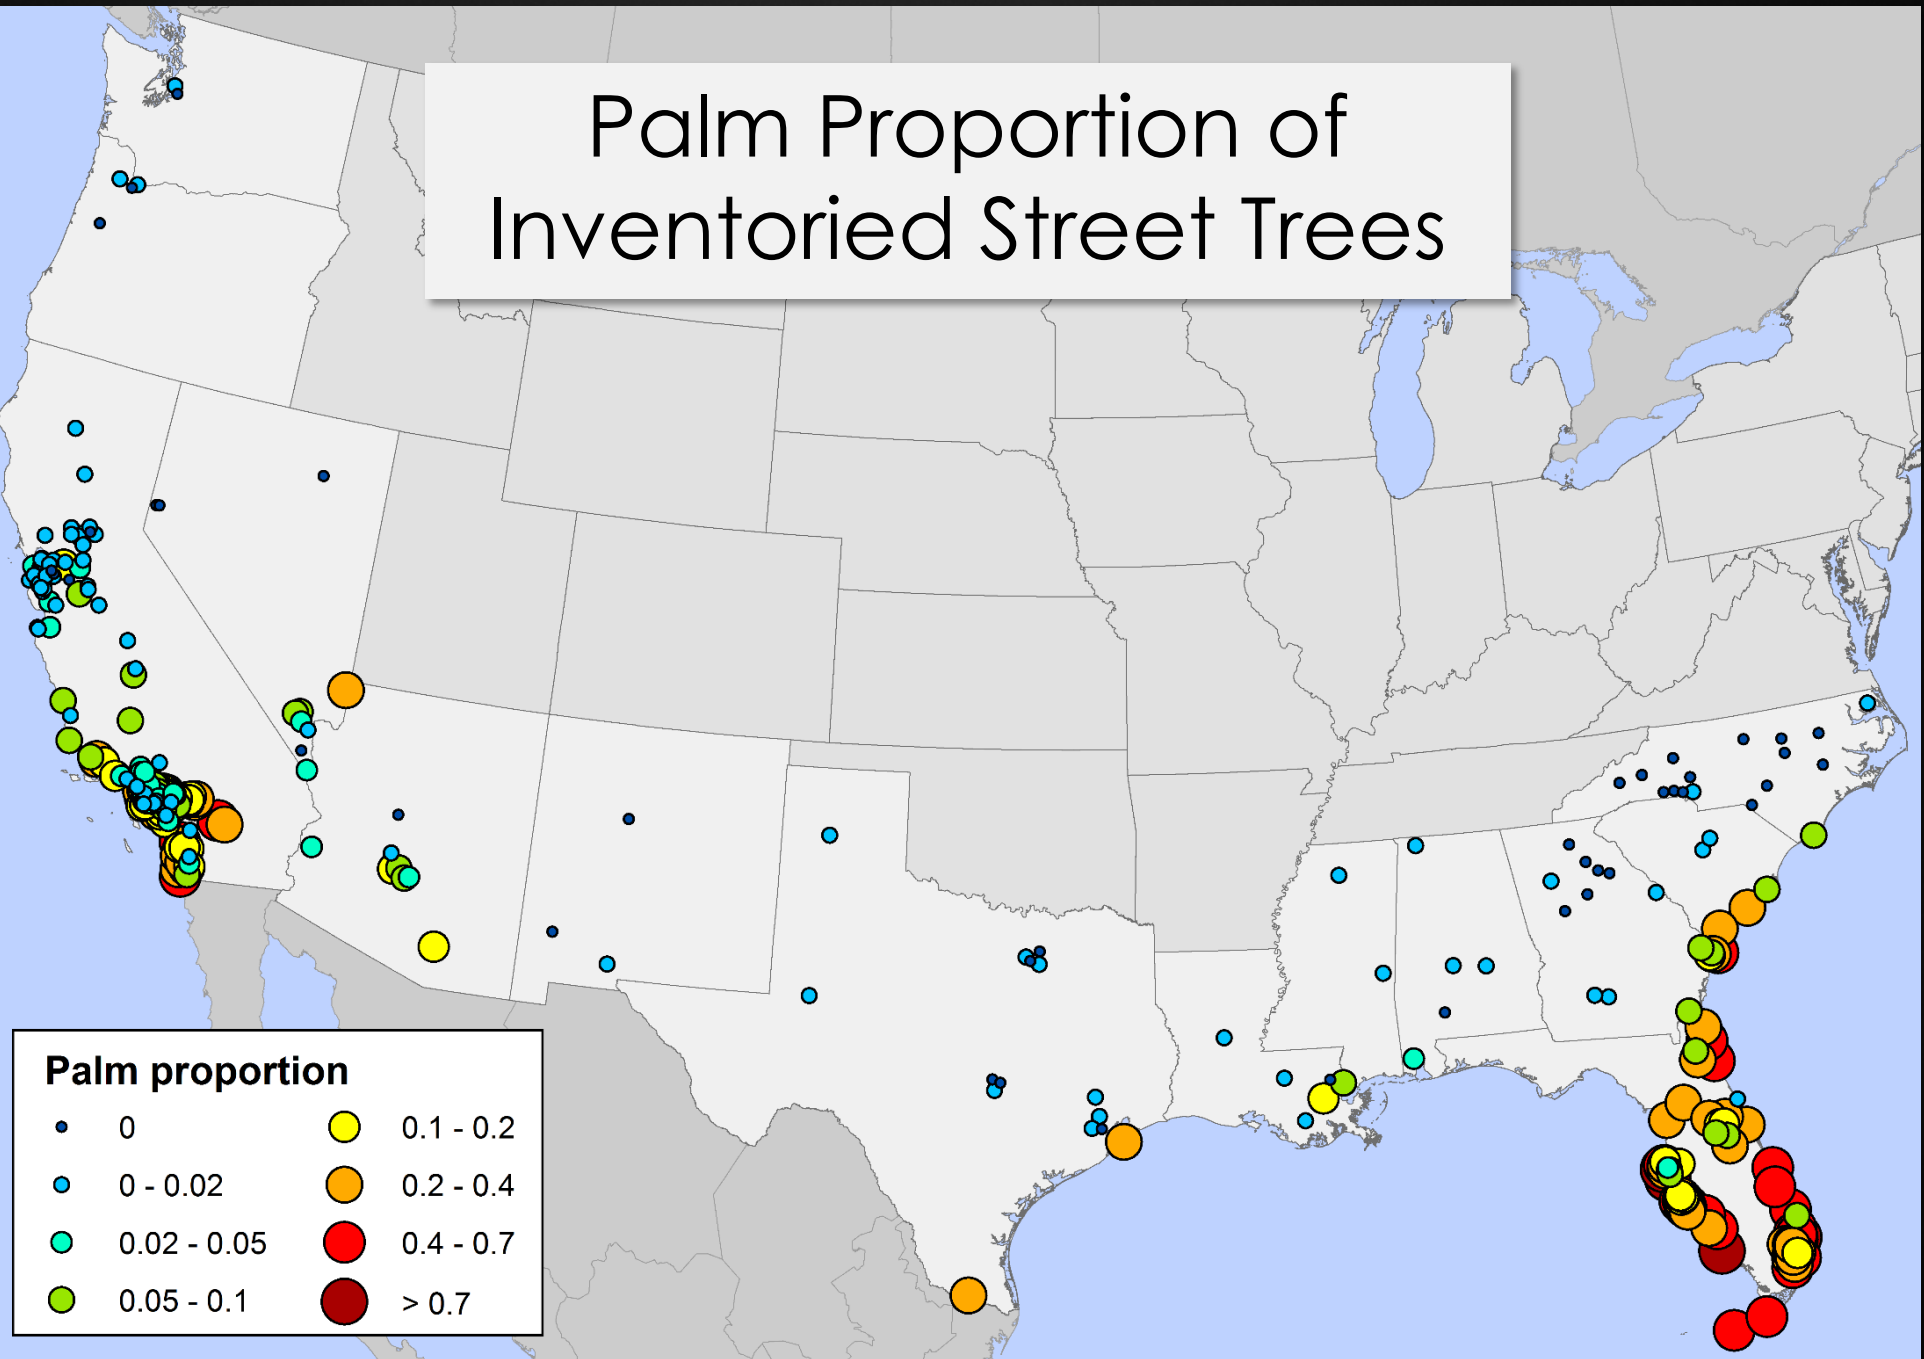 Palm Proportion of
Inventoried Street Trees
Palm proportion
0
0 - 0.02
0.02 - 0.05
0.05 - 0.1
0.1 - 0.2
0.2 - 0.4
0.4 - 0.7
> 0.7